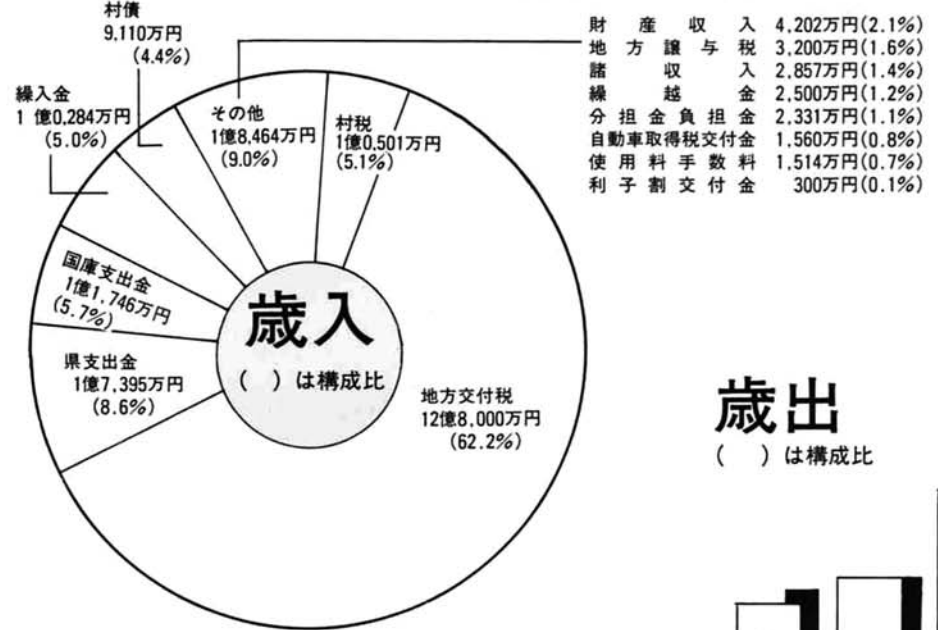 村債
9,110万円
(4.4%)
繰入金
1億0,284万円
(5.0%)
その他
1億8,464万円
(9.0%)
村税
1億0,501万円
(5.1%)
財産収入 4,202万円(2.1%)
地方譲与税 3,200万円(1.6%)
諸収入 2,857万円(1.4%)
繰越金 2,500万円(1.2%)
分担金負担金 2,331万円(1.1%)
自動車取得税交付金 1,560万円(0.8%)
使用料手数料 1,514万円(0.7%)
利子割交付金 300万円(0.1%)
国庫支出金
1億1,746万円
(5.7%)
県支出金
1億7,395万円
(8.6%)
歳入
( )は構成比
地方交付税
12億8,000万円
(62.2%)
歳出
( )は構成比